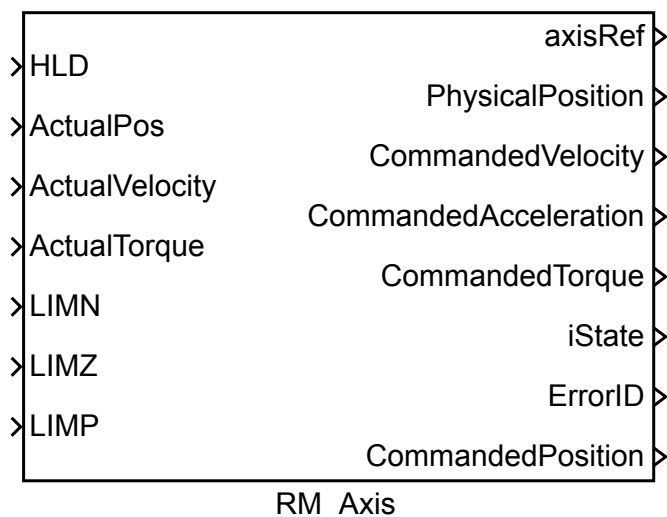 HLD
ActualPos
ActualVelocity
ActualTorque
LIMN
LIMZ
LIMP
axisRef
PhysicalPosition
CommandedVelocity
CommandedAcceleration
CommandedTorque
iState
ErrorID
CommandedPosition
RM_Axis